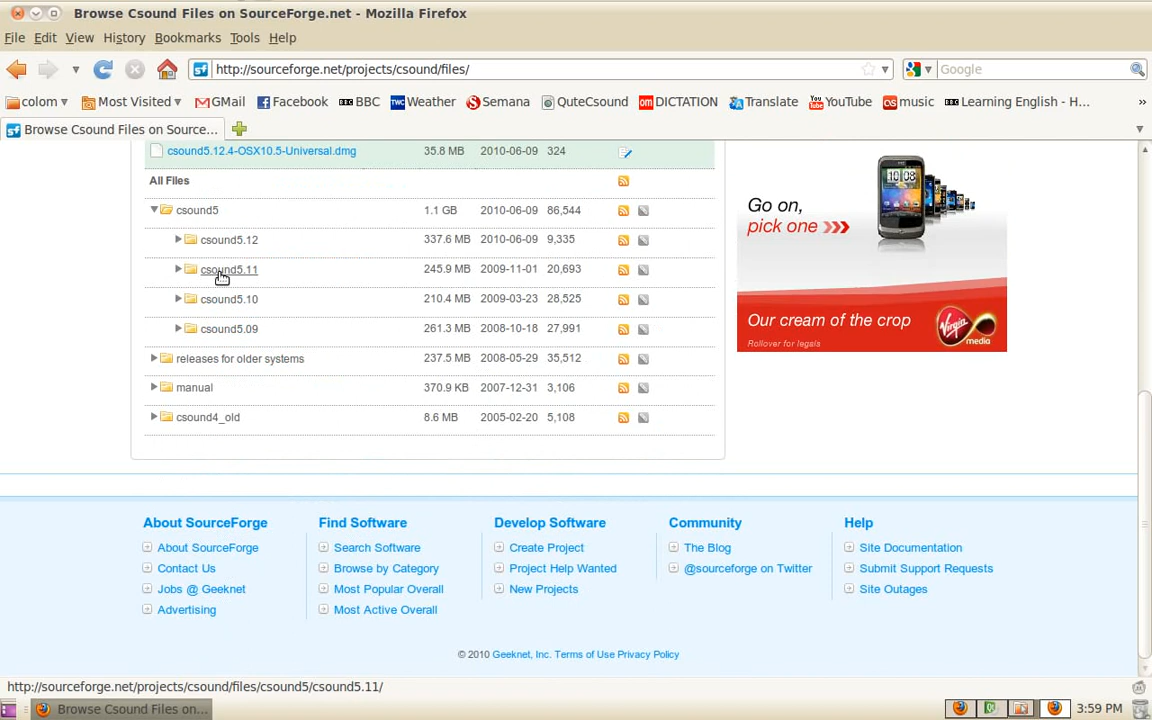 Browse Csound Files on SourceForge.net - Mozilla Firefox
File Edit View History Bookmarks Tools Help
http://sourceforge.net/projects/csound/files/
Google
colom Most Visited GMail Facebook BBC Weather Semana QuteCsound DICTATION Translate YouTube music Learning English - H... »
Browse Csound Files on Source...
csound5.12.4-OSX10.5-Universal.dmg 35.8 MB 2010-06-09 324
All Files
csound5 1.1 GB 2010-06-09 86,544
csound5.12 337.6 MB 2010-06-09 9,335
csound5.11 245.9 MB 2009-11-01 20,693
csound5.10 210.4 MB 2009-03-23 28,525
csound5.09 261.3 MB 2008-10-18 27,991
releases for older systems 237.5 MB 2008-05-29 35,512
manual 370.9 KB 2007-12-31 3,106
csound4_old 8.6 MB 2005-02-20 5,108
Go on,
pick one
Our cream of the crop
Rollover for legals
Virgin media
About SourceForge Find Software Develop Software Community Help
About SourceForge Search Software Create Project The Blog Site Documentation
Contact Us Browse by Category Project Help Wanted @sourceforge on Twitter Submit Support Requests
Jobs @ Geeknet Most Popular Overall New Projects Site Outages
Advertising Most Active Overall
© 2010 Geeknet, Inc. Terms of Use Privacy Policy
http://sourceforge.net/projects/csound/files/csound5/csound5.11/
Browse Csound Files on... 3:59 PM